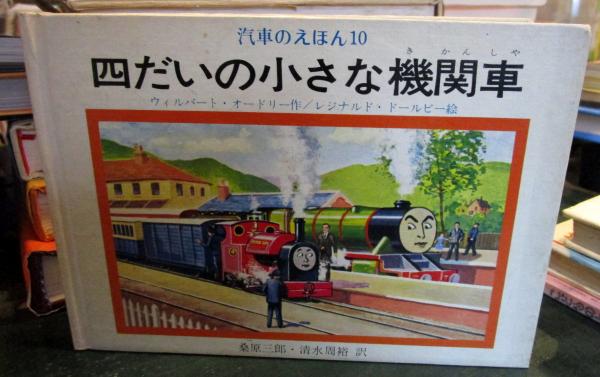 汽車のえほん10
きかんしや
四だいの小さな機関車
ウィルバート・オードリー作/レジナルド・ドールビー絵
桑原三郎・清水周裕 訳